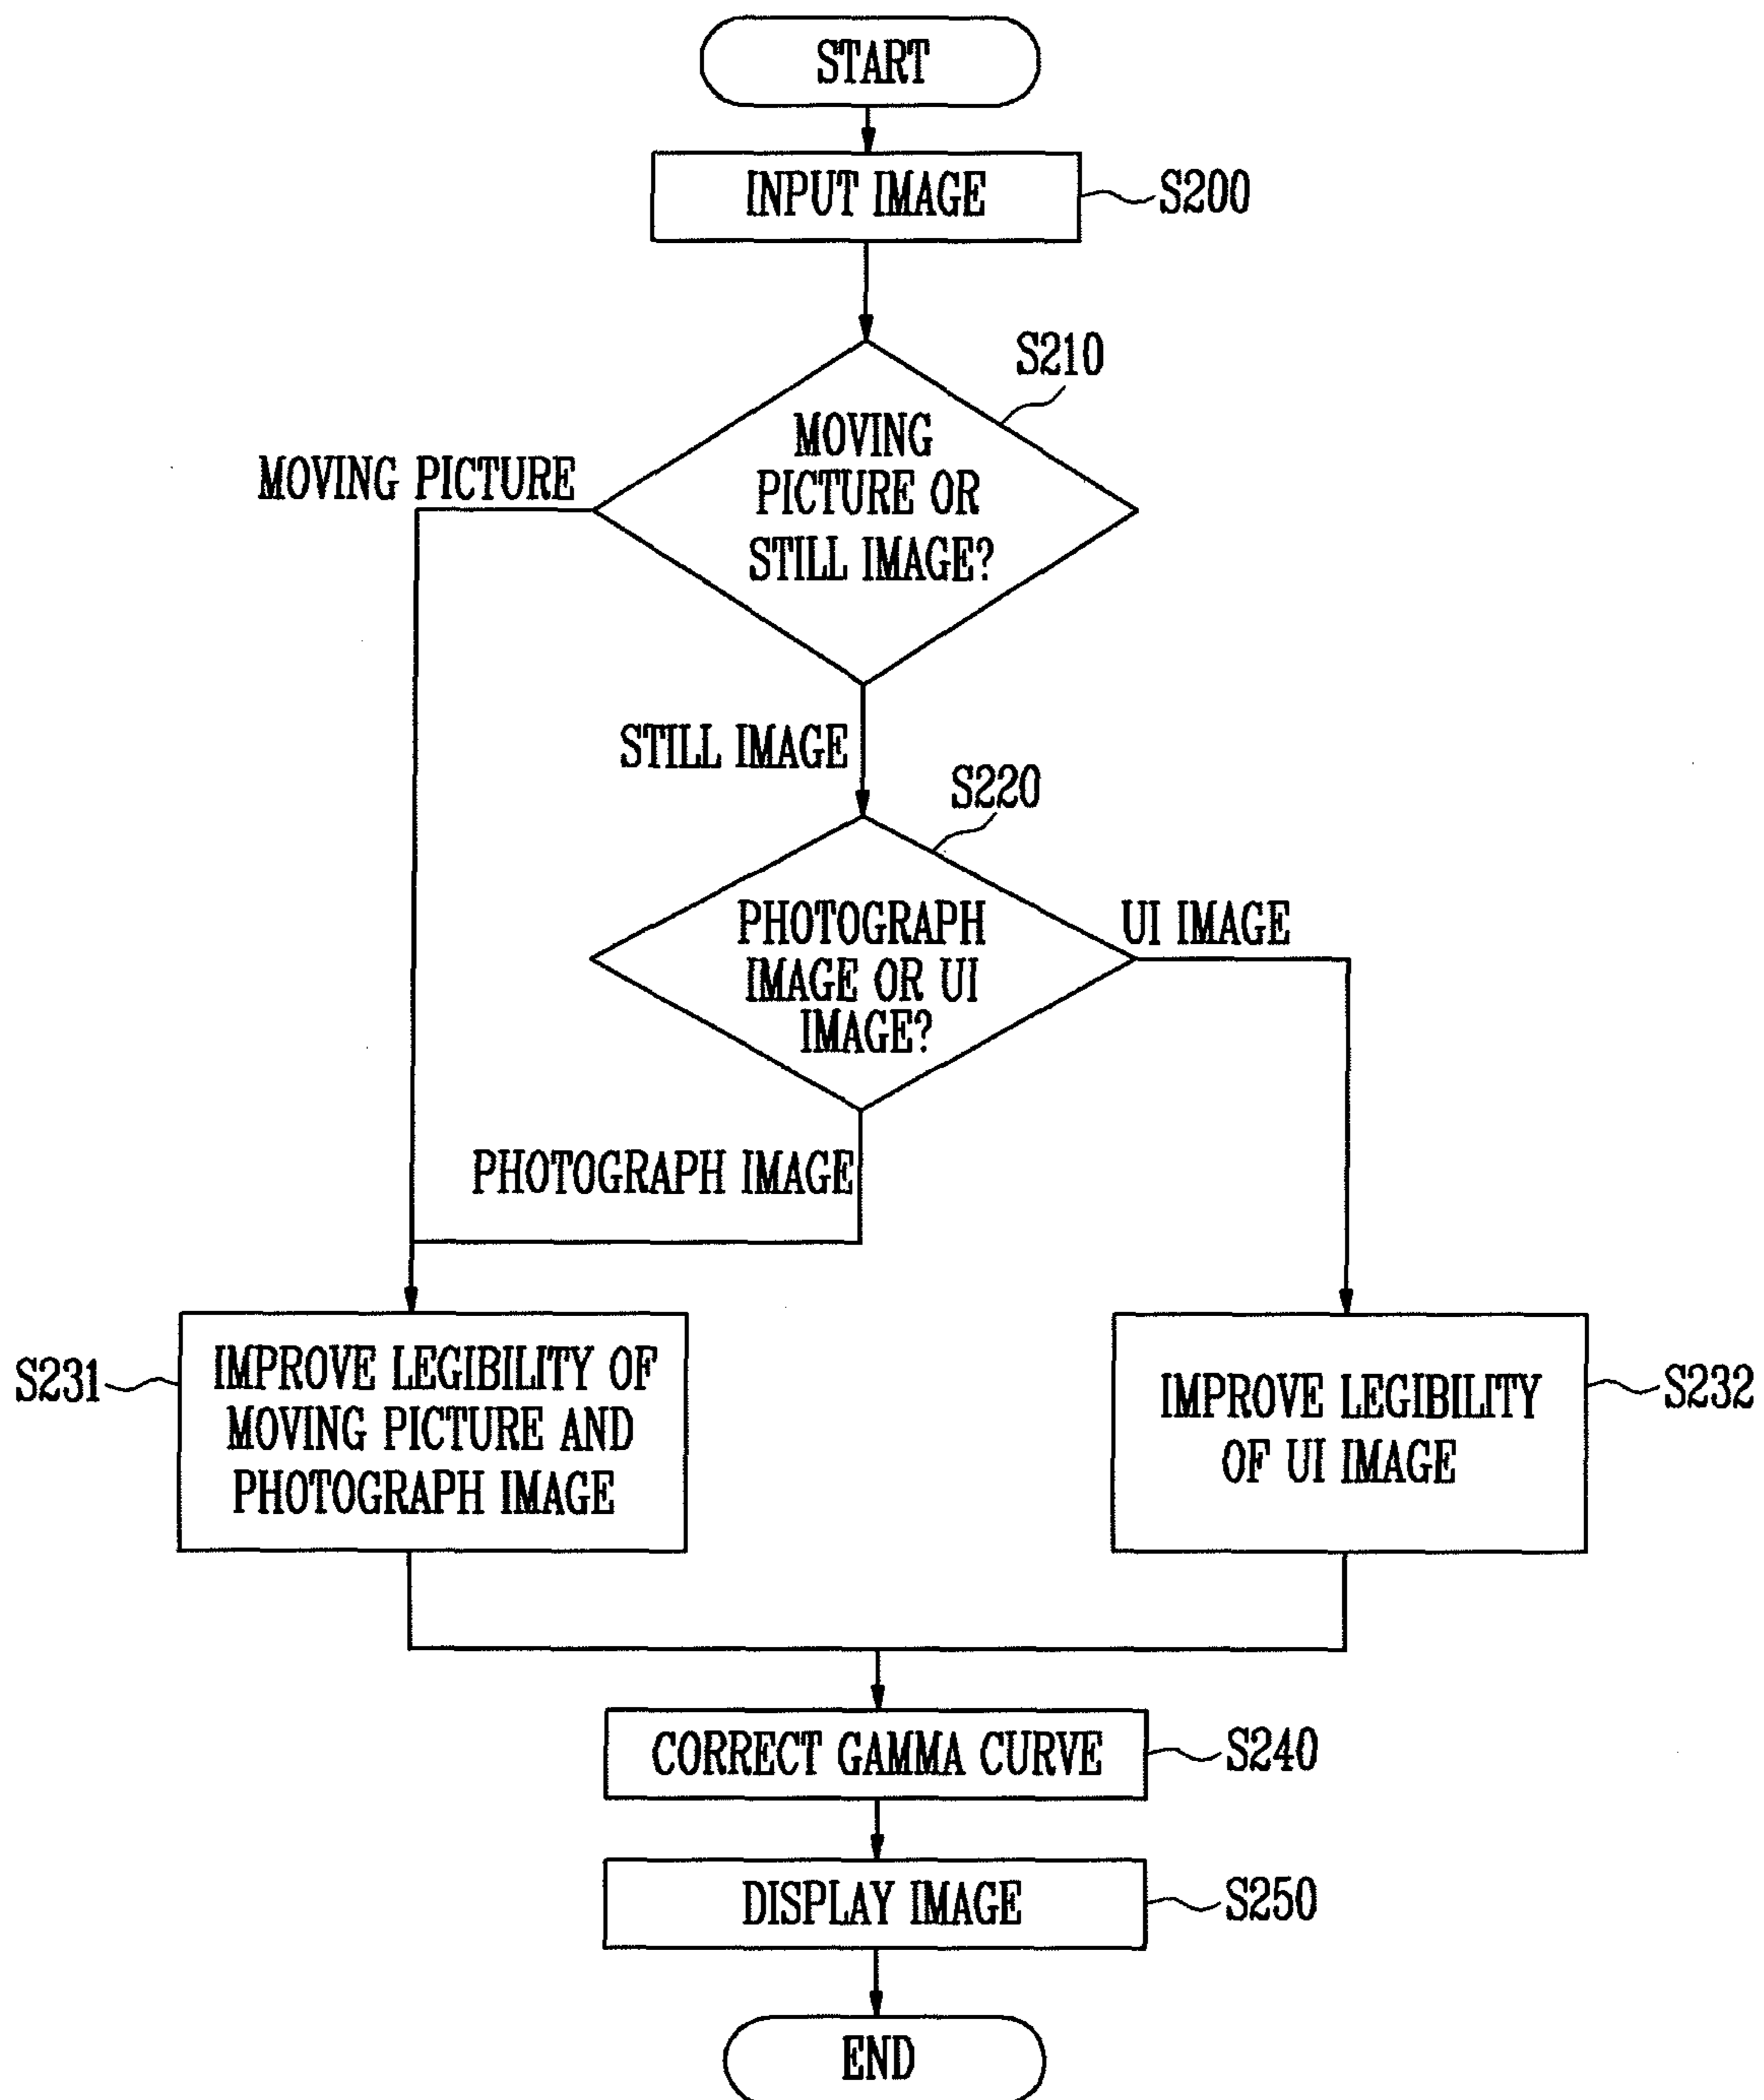 START
INPUT IMAGE
S200
S210
MOVING
PICTURE OR
STILL IMAGE?
MOVING PICTURE
STILL IMAGE
S220
PHOTOGRAPH
IMAGE OR UI
IMAGE?
UI IMAGE
PHOTOGRAPH IMAGE
S231
IMPROVE LEGIBILITY OF
MOVING PICTURE AND
PHOTOGRAPH IMAGE
IMPROVE LEGIBILITY
OF UI IMAGE
S232
CORRECT GAMMA CURVE
S240
DISPLAY IMAGE
S250
END